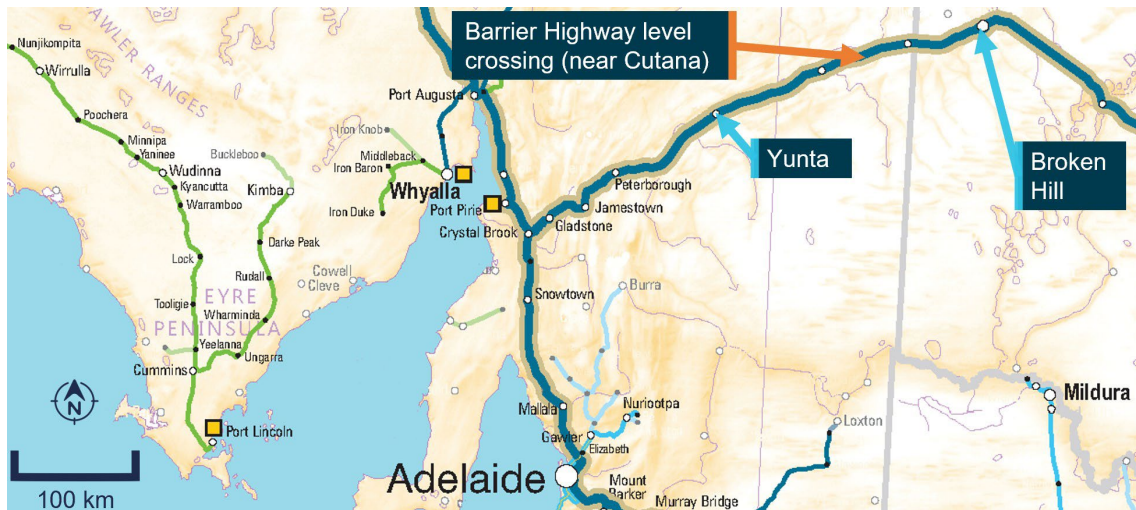 Nunjikompita
Wirrulla
Poochera
Minnipa
Yaninee
Wudinna
Kyancutta
Warramboo
Lock
Tooligie
Yeelanna
Cummins
Port Lincoln
GAWLER RANGES
Buckleboo
Kimba
Darke Peak
Rudall
Wharminda
Ungarra
EYRE
PENINSULA
Cowell
Cleve
Iron Knob
Middleback
Iron Baron
Iron Duke
Whyalla
Port Augusta
Port Pirie
Crystal Brook
Gladstone
Jamestown
Peterborough
Snowtown
Burra
Mallala
Nuriootpa
Gawler
Elizabeth
Adelaide
Mount
Barker
Murray Bridge
Loxton
Mildura
Barrier Highway level
crossing (near Cutana)
Yunta
Broken
Hill
N
100 km